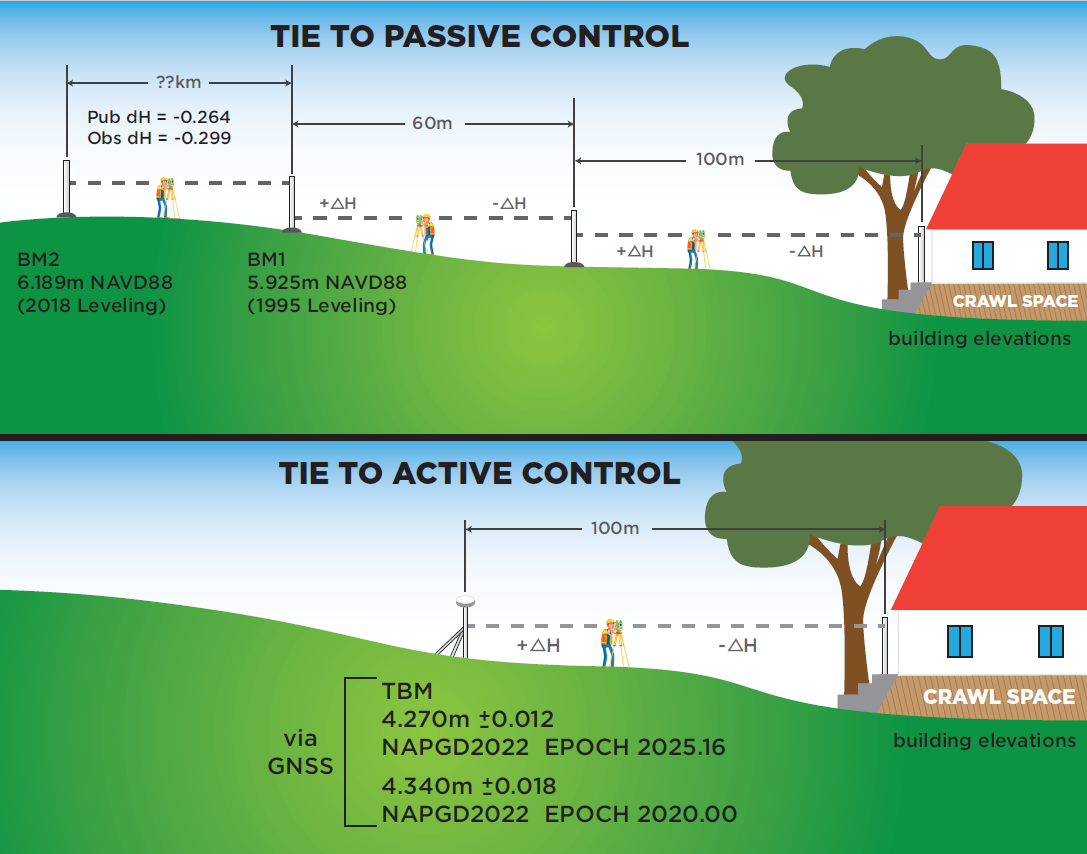 TIE TO PASSIVE CONTROL
??km
Pub dH = -0.264
Obs dH = -0.299
60m
100m
+△H
-△H
+△H
-△H
BM2
6.189m NAVD88
(2018 Leveling)
BM1
5.925m NAVD88
(1995 Leveling)
CRAWL SPACE
building elevations
TIE TO ACTIVE CONTROL
100m
+△H
-△H
via
GNSS
TBM
4.270m ±0.012
NAPGD2022 EPOCH 2025.16
4.340m ±0.018
NAPGD2022 EPOCH 2020.00
CRAWL SPACE
building elevations